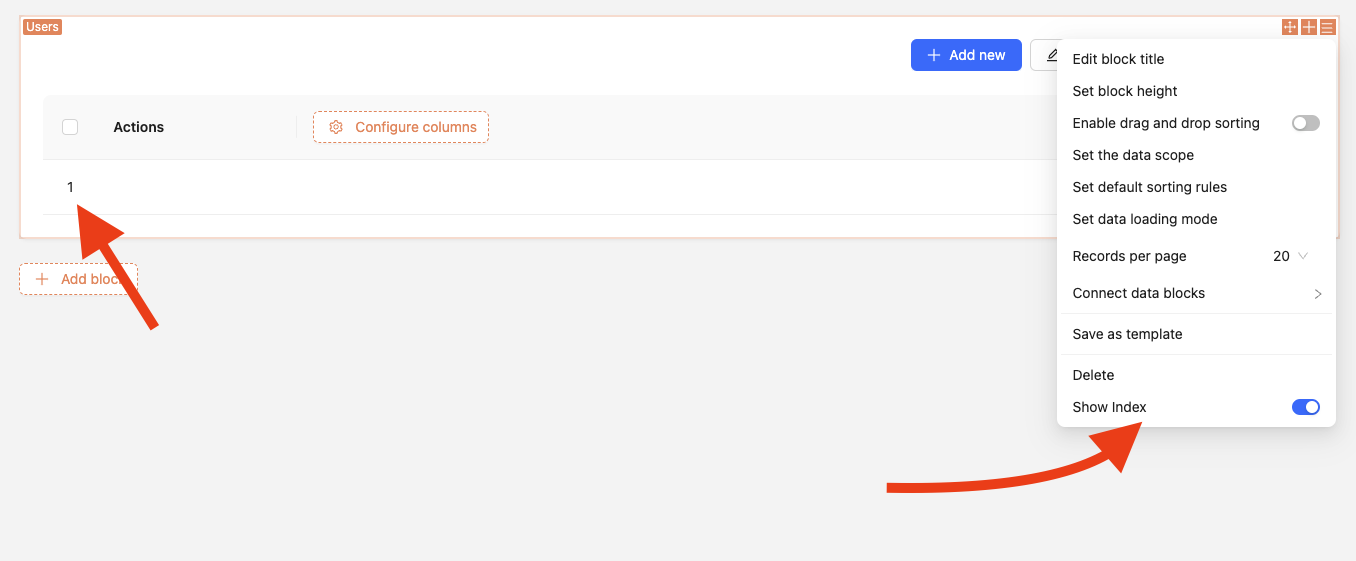 Users
Add new
Actions
Configure columns
1
Add block
Edit block title
Set block height
Enable drag and drop sorting
Set the data scope
Set default sorting rules
Set data loading mode
Records per page 20
Connect data blocks
Save as template
Delete
Show Index